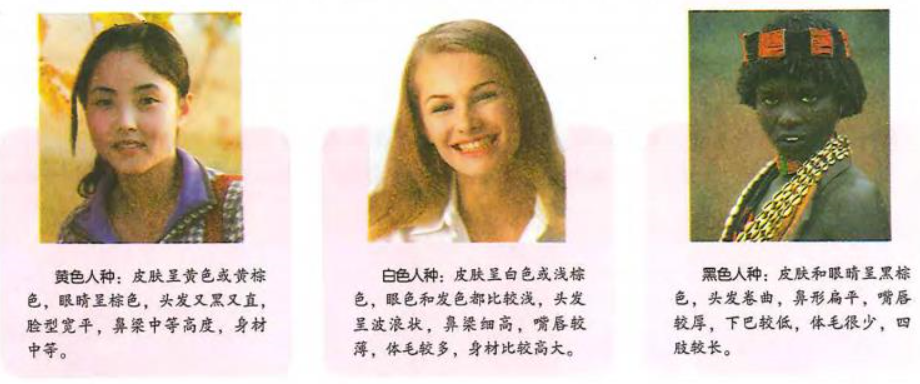 黄色人种：皮肤呈黄色或黄棕
色，眼睛呈棕色，头发又黑又直，
脸型宽平，鼻梁中等高度，身材
中等。
白色人种：皮肤呈白色或浅棕
色，眼色和发色都比较浅，头发
呈波浪状，鼻梁细高，嘴唇较
薄，体毛较多，身材比较高大。
黑色人种：皮肤和眼睛呈黑棕
色，头发卷曲，鼻形扁平，嘴唇
较厚，下巴较低，体毛很少，四
肢较长。